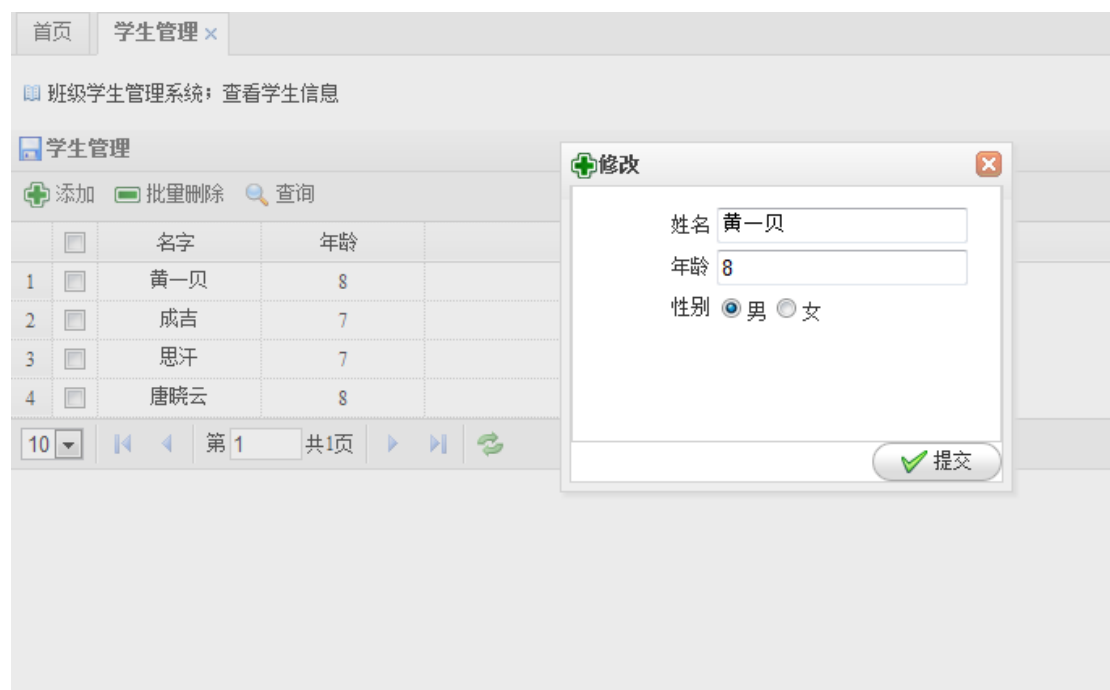 首页 学生管理 ×
班级学生管理系统；查看学生信息
学生管理
添加 批量删除 查询
名字 年龄
1 黄一贝 8
2 成吉 7
3 思汗 7
4 唐晓云 8
10 第 1 共1页
修改
姓名 黄一贝
年龄 8
性别 男 女
提交